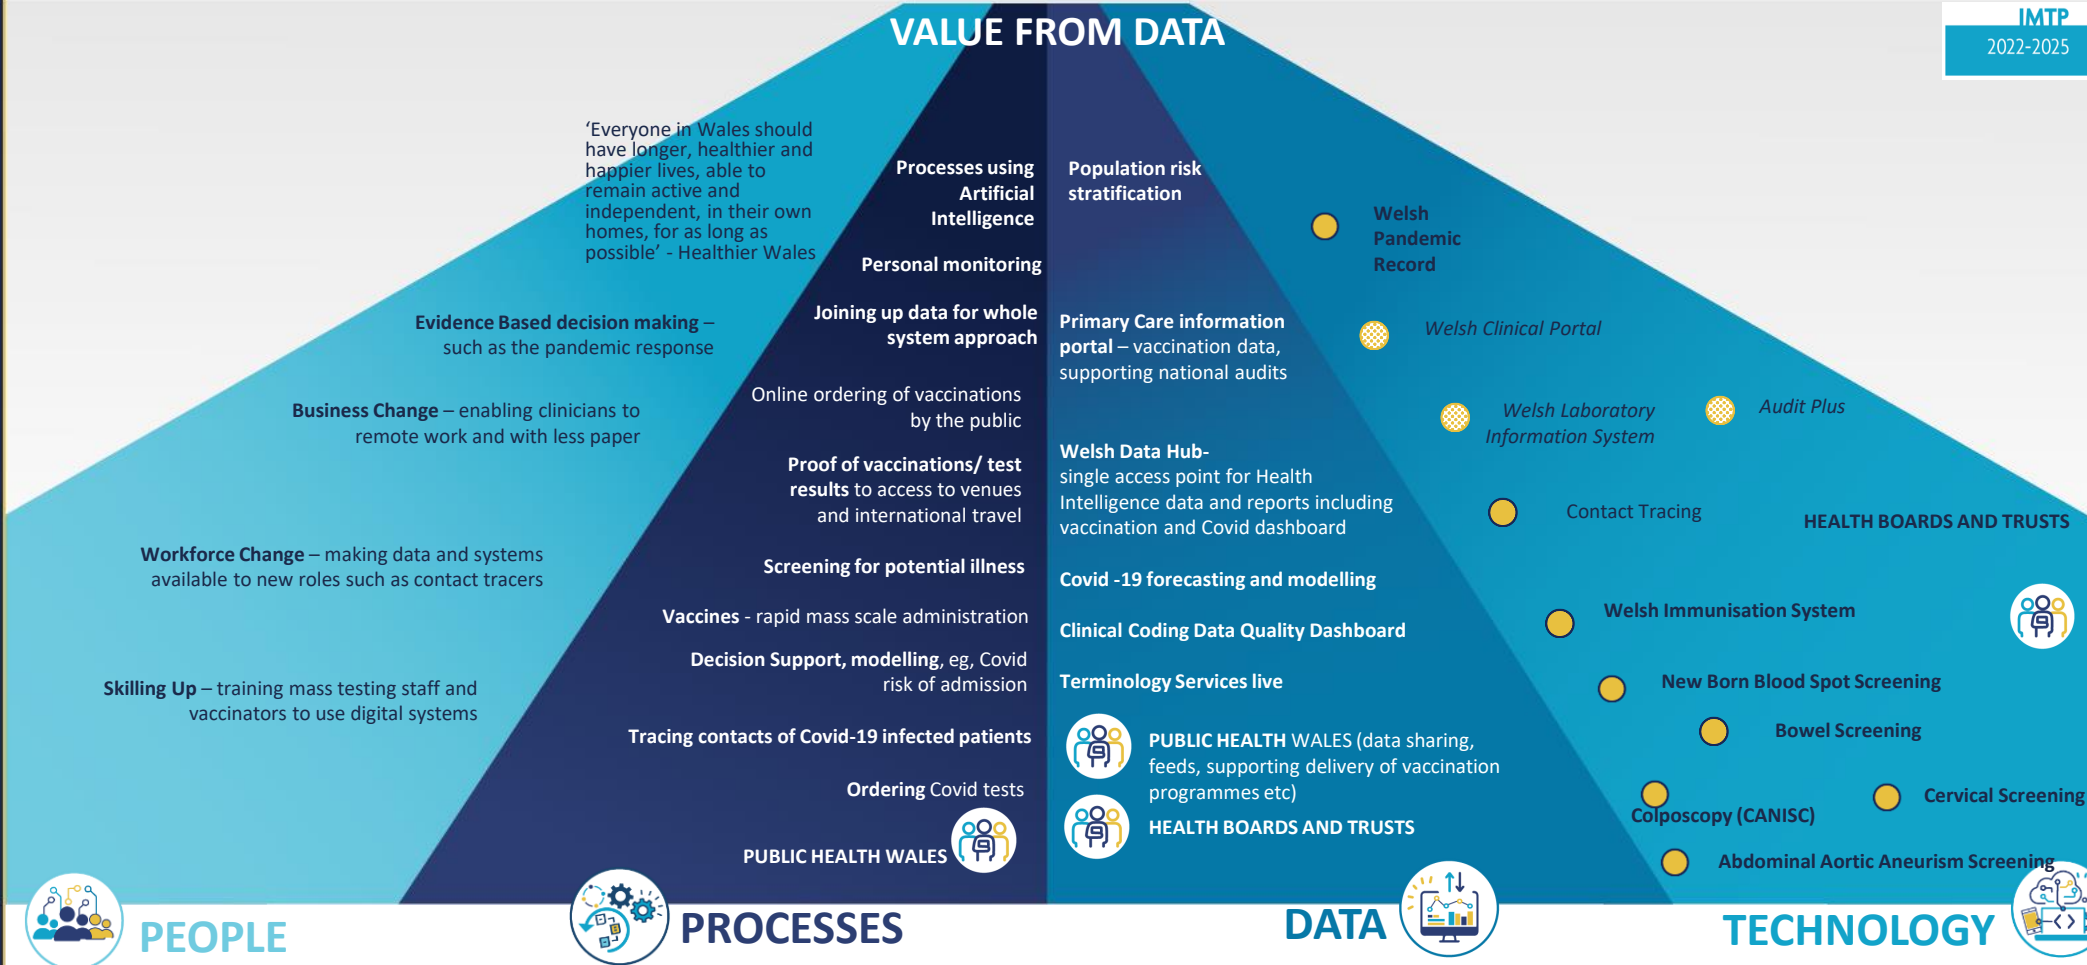 VALUE FROM DATA
IMTP
2022-2025
‘Everyone in Wales should
have longer, healthier and
happier lives, able to
remain active and
independent, in their own
homes, for as long as
possible’ - Healthier Wales
Evidence Based decision making –
such as the pandemic response
Business Change – enabling clinicians to
remote work and with less paper
Workforce Change – making data and systems
available to new roles such as contact tracers
Skilling Up – training mass testing staff and
vaccinators to use digital systems
Processes using
Artificial
Intelligence
Personal monitoring
Joining up data for whole
system approach
Online ordering of vaccinations
by the public
Proof of vaccinations/ test
results to access to venues
and international travel
Screening for potential illness
Vaccines - rapid mass scale administration
Decision Support, modelling, eg, Covid
risk of admission
Tracing contacts of Covid-19 infected patients
Ordering Covid tests
PUBLIC HEALTH WALES
Population risk
stratification
Primary Care information
portal – vaccination data,
supporting national audits
Welsh Data Hub-
single access point for Health
Intelligence data and reports including
vaccination and Covid dashboard
Covid -19 forecasting and modelling
Clinical Coding Data Quality Dashboard
Terminology Services live
PUBLIC HEALTH WALES (data sharing,
feeds, supporting delivery of vaccination
programmes etc)
HEALTH BOARDS AND TRUSTS
Welsh
Pandemic
Record
Welsh Clinical Portal
Welsh Laboratory
Information System
Audit Plus
Contact Tracing
HEALTH BOARDS AND TRUSTS
Welsh Immunisation System
New Born Blood Spot Screening
Bowel Screening
Colposcopy (CANISC)
Cervical Screening
Abdominal Aortic Aneurism Screening
PEOPLE
PROCESSES
DATA
TECHNOLOGY